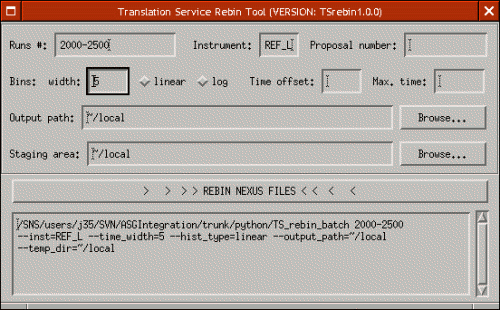 Translation Service Rebin Tool (VERSION: TSrebin1.0.0)
Runs #: 2000-2500 Instrument: REF_L Proposal number:
Bins: width: 5 linear log Time offset: Max. time:
Output path: ~/local Browse...
Staging area: ~/local Browse...
> > > > REBIN NEXUS FILES < < < <
/SNS/users/j35/SVN/ASGIntegration/trunk/python/TS_rebin_batch 2000-2500
--inst=REF_L --time_width=5 --hist_type=linear --output_path=~/local
--temp_dir=~/local